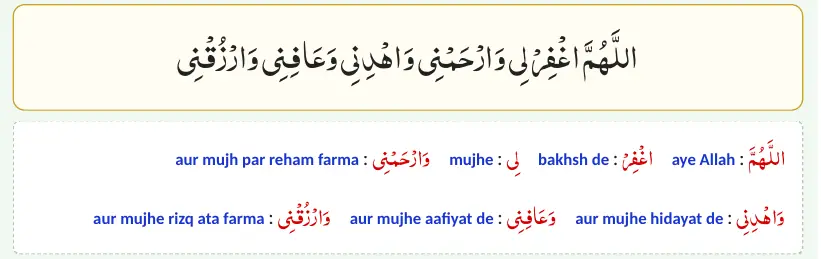 اللَّهُمَّ اغْفِرْ لِی وَارْحَمْنِی وَاهْدِنِی وَعَافِنِی وَارْزُقْنِی
اللَّهُمَّ : aye Allah اغْفِرْ : bakhsh de لِی : mujhe وَارْحَمْنِی : aur mujh par reham farma
وَاهْدِنِی : aur mujhe hidayat de وَعَافِنِی : aur mujhe aafiyat de وَارْزُقْنِی : aur mujhe rizq ata farma